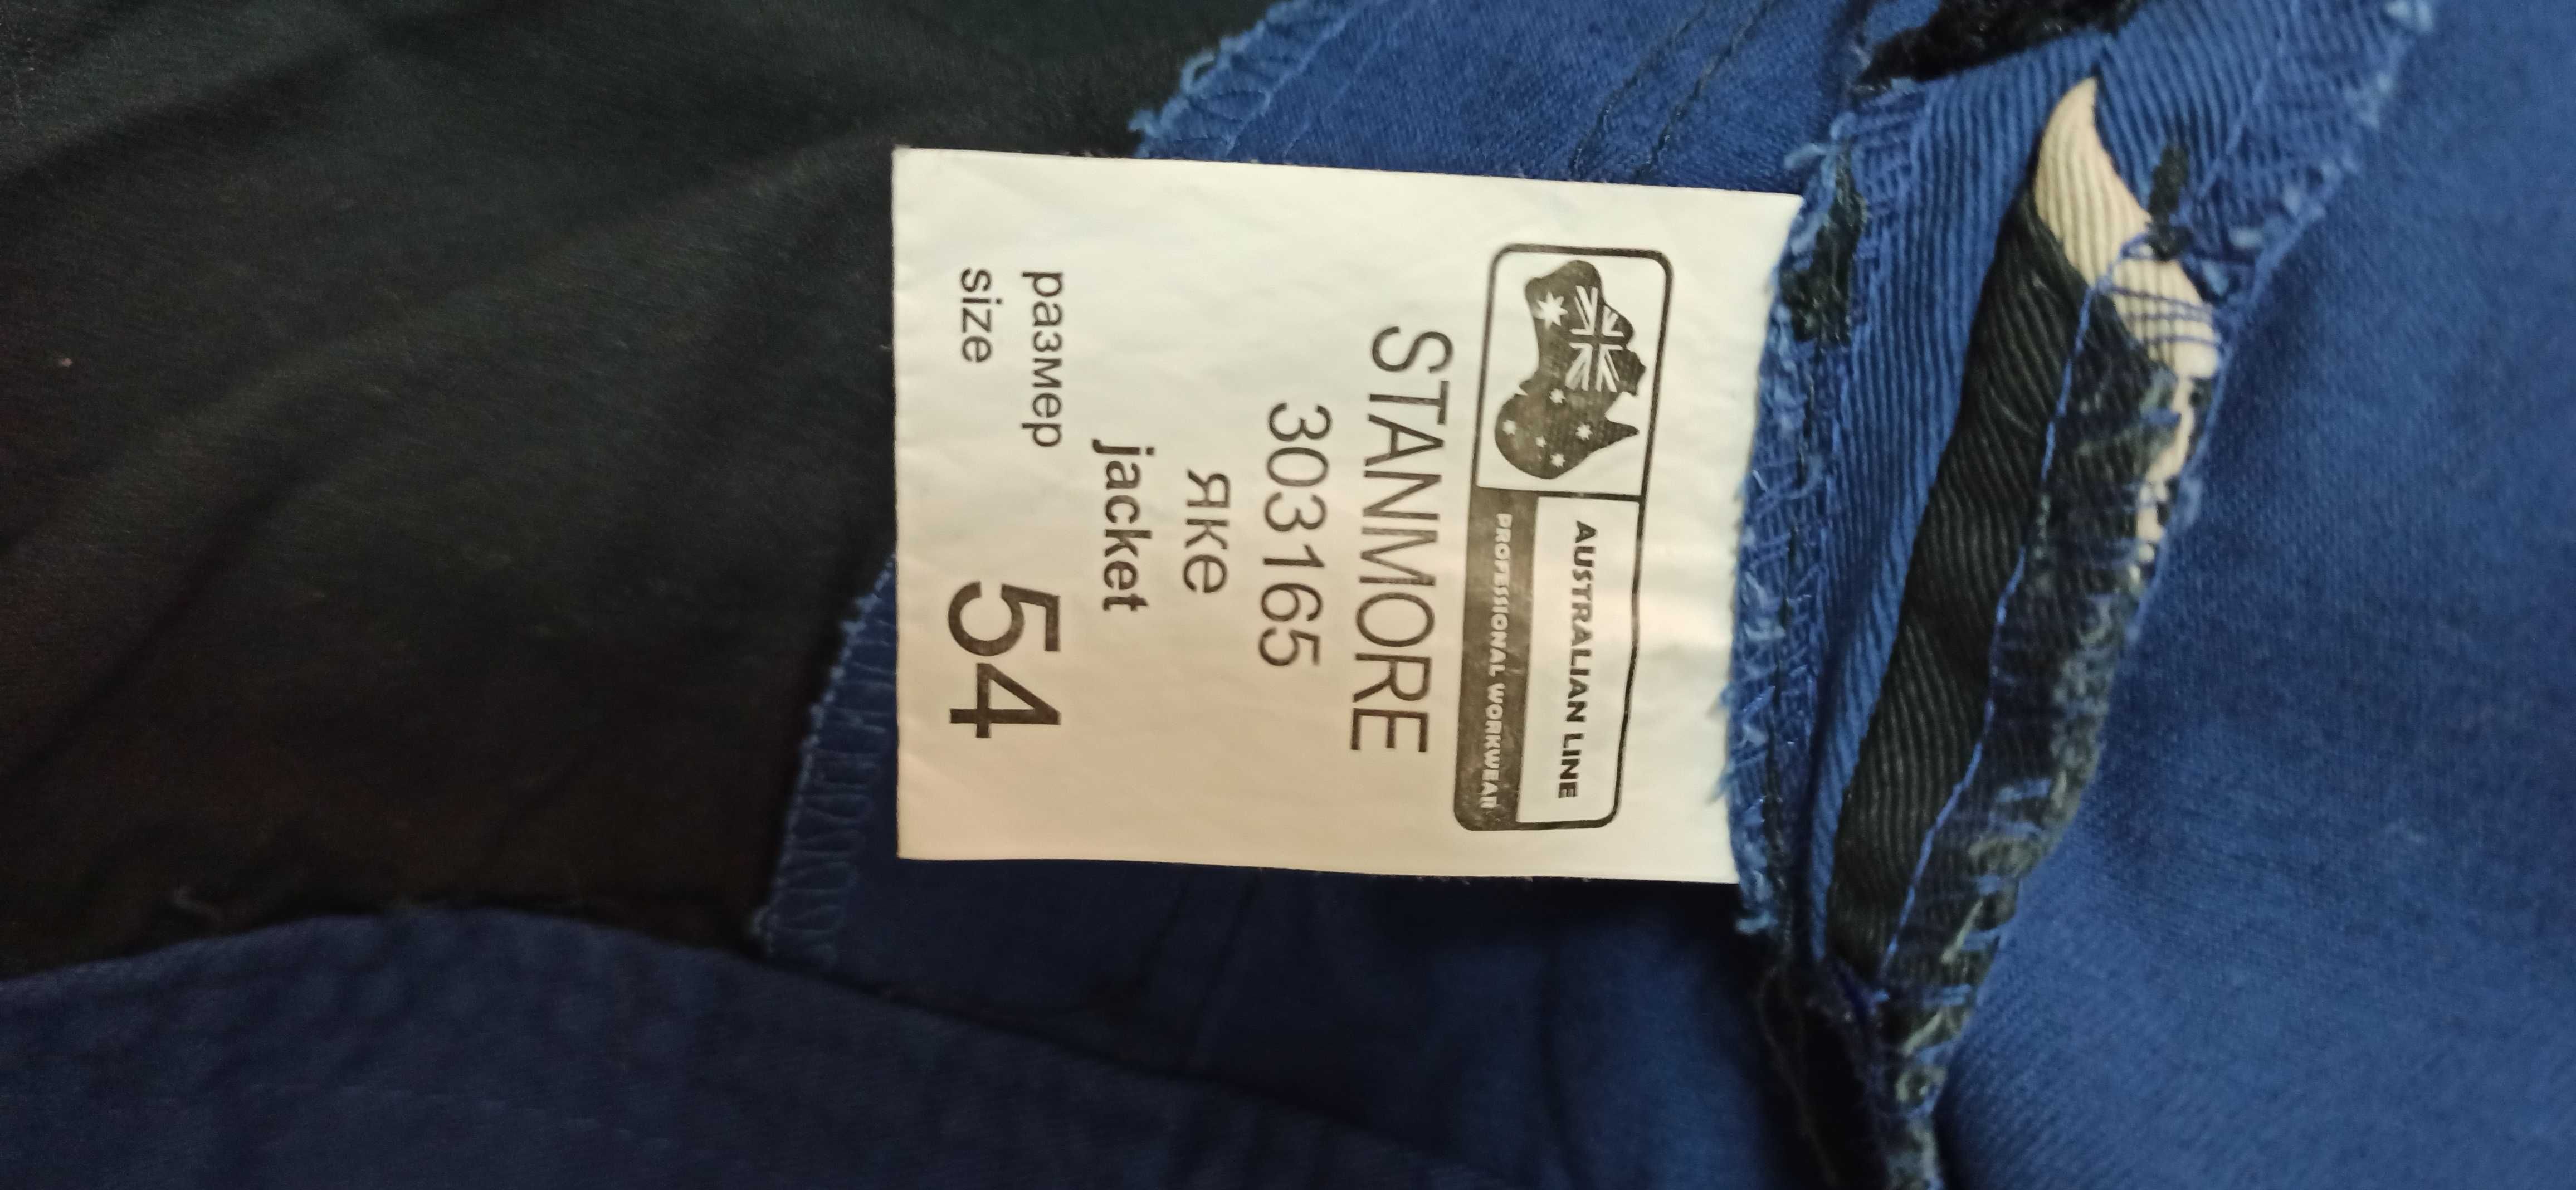 AUSTRALIAN LINE
PROFESSIONAL WORKWEAR
STANMORE
303165
яке
jacket
размер
size
54